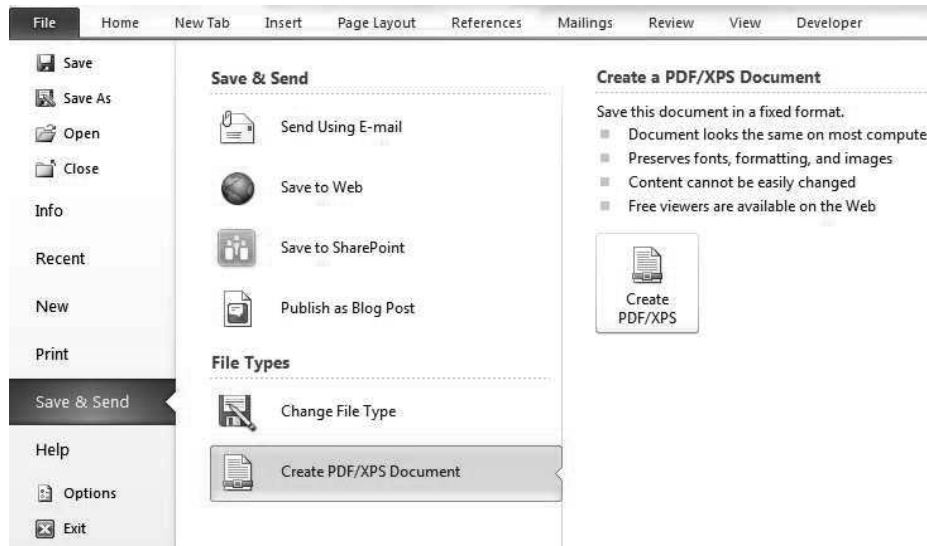 File Home New Tab Insert Page Layout References Mailings Review View Developer
Save
Save As
Open
Close
Info
Recent
New
Print
Save & Send
Help
Options
Exit
Save & Send
Send Using E-mail
Save to Web
Save to SharePoint
Publish as Blog Post
File Types
Change File Type
Create PDF/XPS Document
Create a PDF/XPS Document
Save this document in a fixed format.
Document looks the same on most compute
Preserves fonts, formatting, and images
Content cannot be easily changed
Free viewers are available on the Web
Create
PDF/XPS